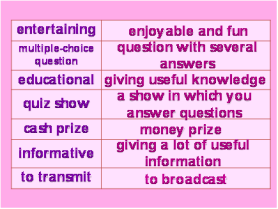 entertaining enjoyable and fun
multiple-choice question question with several answers
educational giving useful knowledge
quiz show a show in which you answer questions
cash prize money prize
informative giving a lot of useful information
to transmit to broadcast